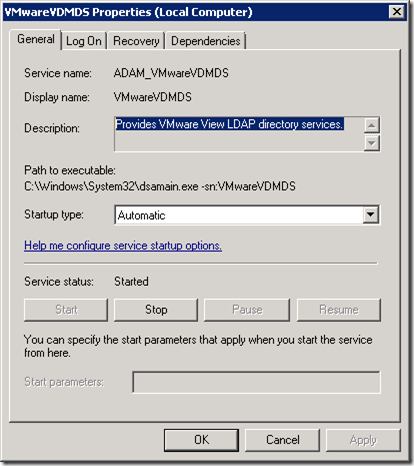 VMwareVDMDS Properties (Local Computer)
General Log On Recovery Dependencies
Service name: ADAM_VMwareVDMDS
Display name: VMwareVDMDS
Description: Provides VMware View LDAP directory services.
Path to executable:
C:\Windows\System32\dsamain.exe -sn:VMwareVDMDS
Startup type: Automatic
Help me configure service startup options.
Service status: Started
Start Stop Pause Resume
You can specify the start parameters that apply when you start the service
from here.
Start parameters:
OK Cancel Apply